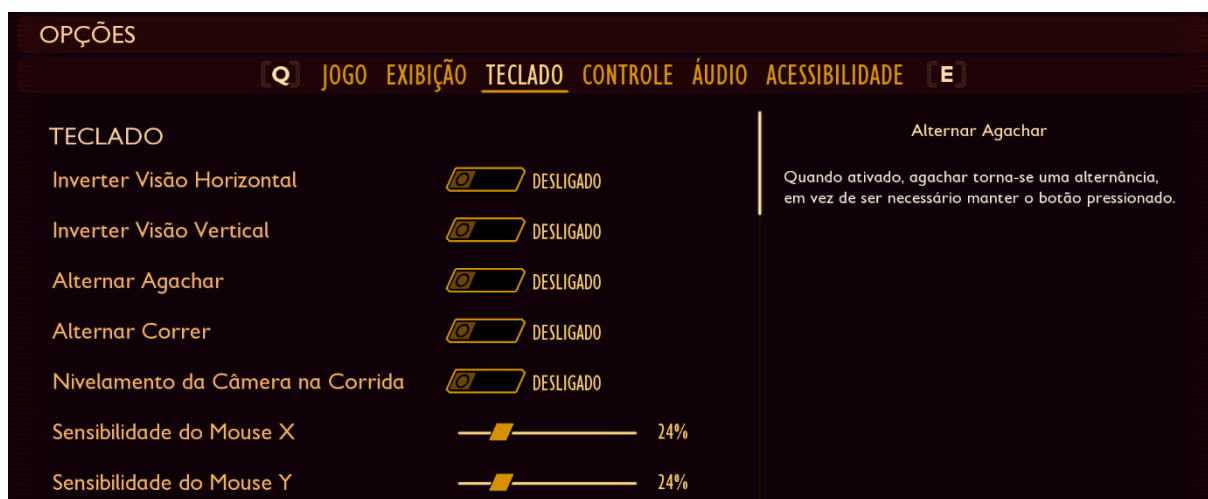 OPÇÕES
[Q] JOGO EXIBIÇÃO TECLADO CONTROLE ÁUDIO ACESSIBILIDADE [E]
TECLADO
Inverter Visão Horizontal DESLIGADO
Inverter Visão Vertical DESLIGADO
Alternar Agachar DESLIGADO
Alternar Correr DESLIGADO
Nivelamento da Câmera na Corrida DESLIGADO
Sensibilidade do Mouse X 24%
Sensibilidade do Mouse Y 24%
Alternar Agachar
Quando ativado, agachar torna-se uma alternância,
em vez de ser necessário manter o botão pressionado.